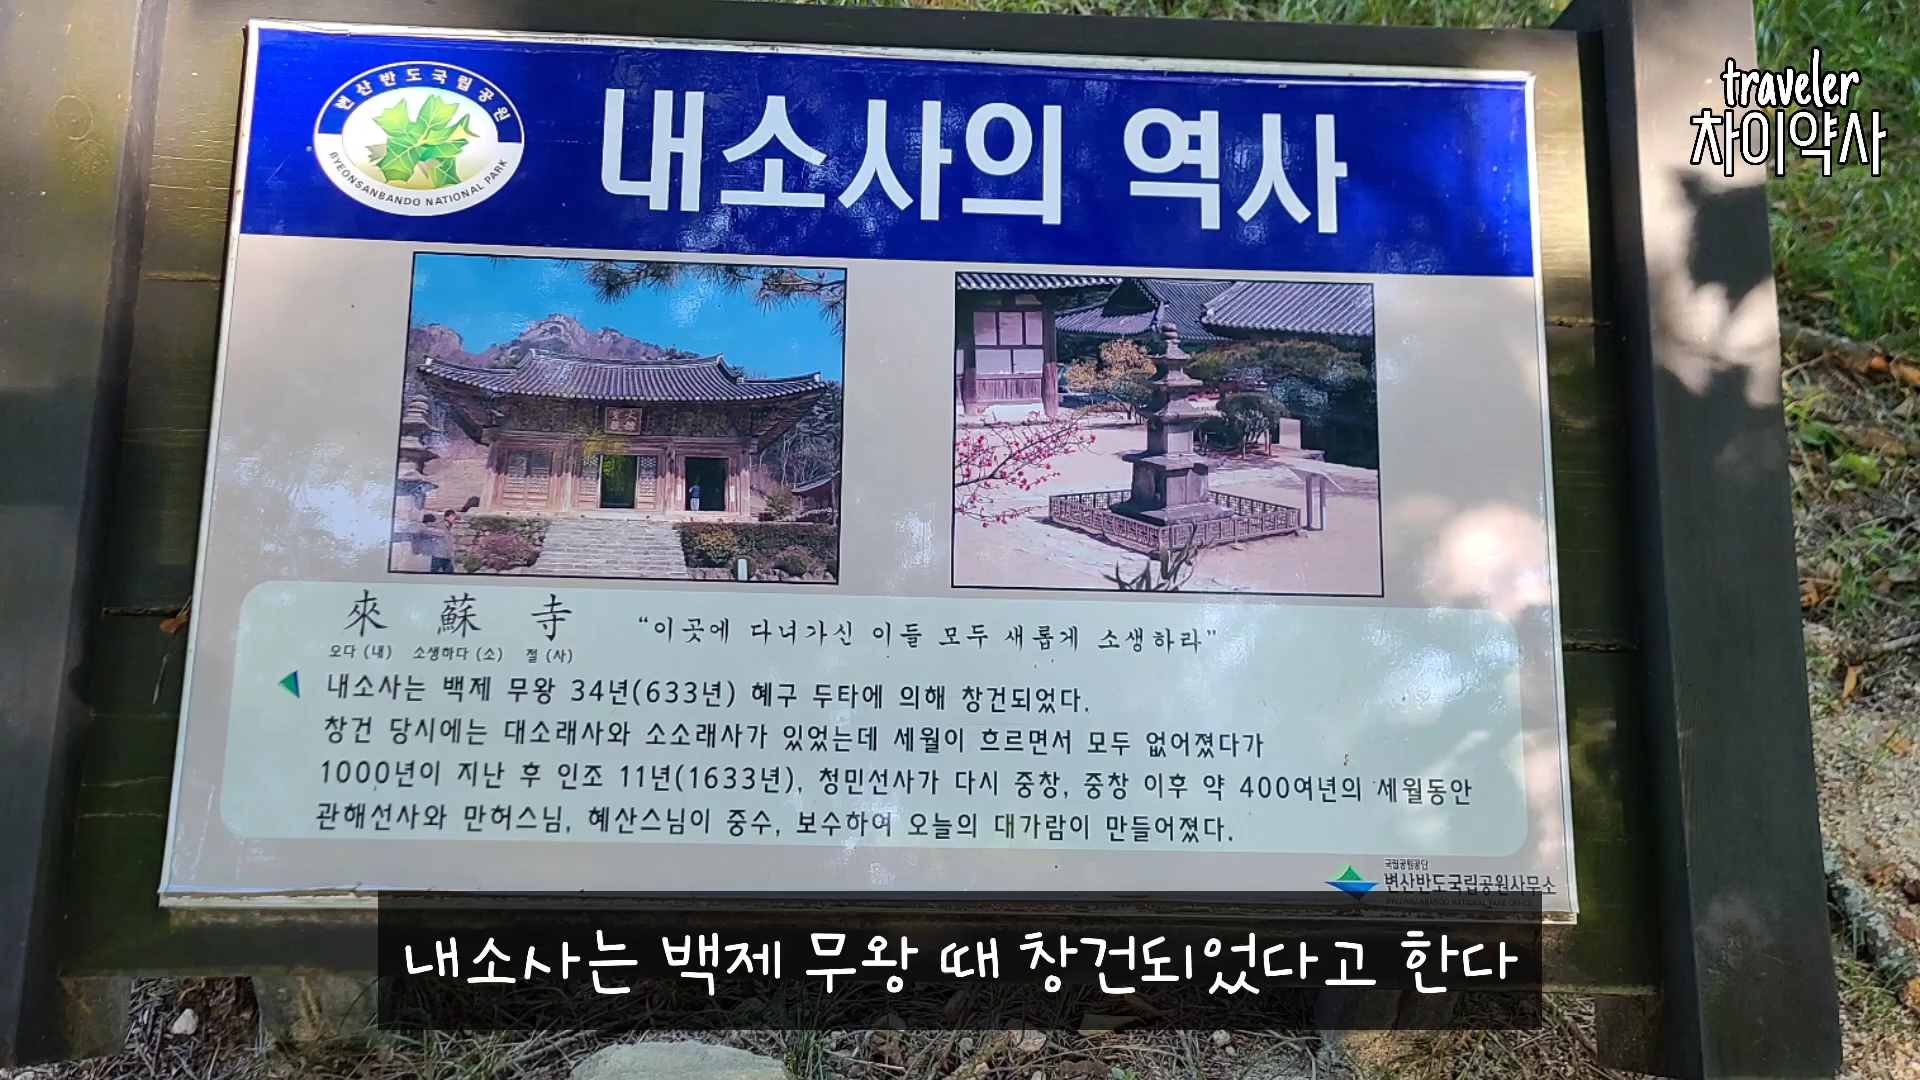 변산반도국립공원
BYEONSANBANDO NATIONAL PARK
내소사의 역사
traveler
차이약사
來 蘇 寺
오다 (내) 소생하다 (소) 절 (사)
“이곳에 다녀가신 이들 모두 새롭게 소생하라”
내소사는 백제 무왕 34년(633년) 혜구 두타에 의해 창건되었다.
창건 당시에는 대소래사와 소소래사가 있었는데 세월이 흐르면서 모두 없어졌다가
1000년이 지난 후 인조 11년(1633년), 청민선사가 다시 중창, 중창 이후 약 400여년의 세월동안
관해선사와 만허스님, 혜산스님이 중수, 보수하여 오늘의 대가람이 만들어졌다.
국립공원공단
변산반도국립공원사무소
BYEONSANBANDO NATIONAL PARK OFFICE
내소사는 백제 무왕 때 창건되었다고 한다